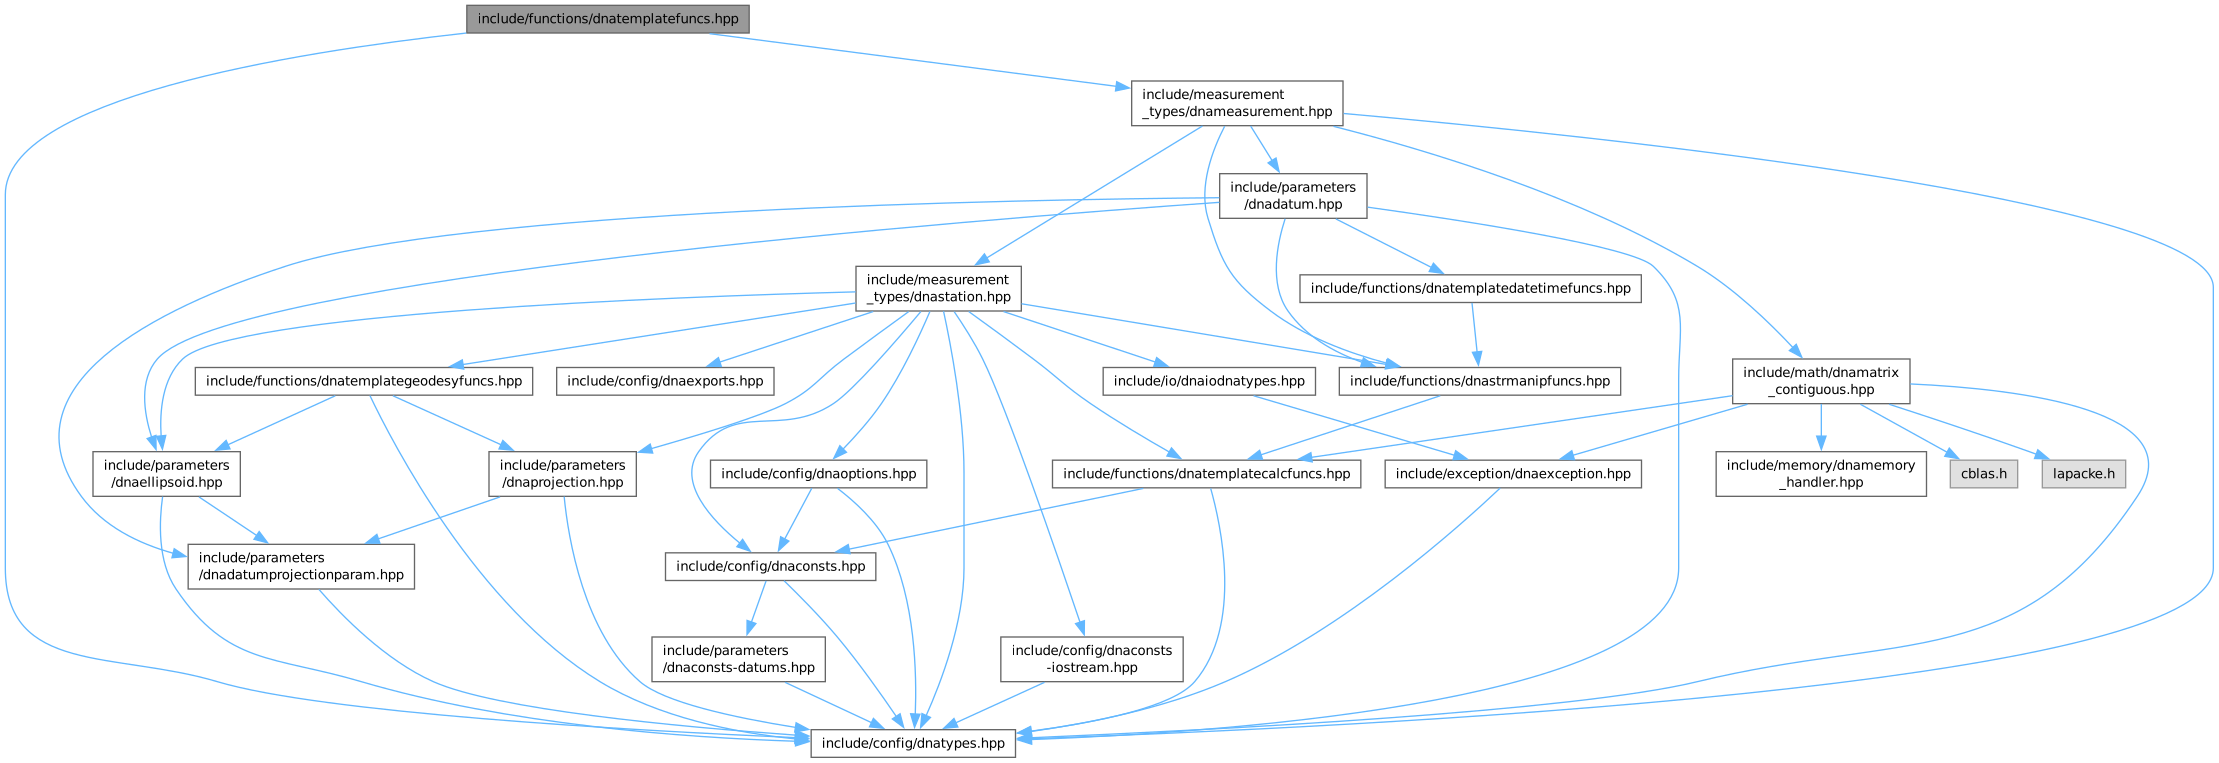 include/functions/dnatemplatefuncs.hpp
include/measurement
_types/dnameasurement.hpp
include/parameters
/dnadatum.hpp
include/measurement
_types/dnastation.hpp
include/functions/dnatemplatedatetimefuncs.hpp
include/functions/dnatemplategeodesyfuncs.hpp
include/config/dnaexports.hpp
include/io/dnaiodnatypes.hpp
include/functions/dnastrmanipfuncs.hpp
include/math/dnamatrix
_contiguous.hpp
include/parameters
/dnaellipsoid.hpp
include/parameters
/dnaprojection.hpp
include/config/dnaoptions.hpp
include/functions/dnatemplatecalcfuncs.hpp
include/exception/dnaexception.hpp
include/memory/dnamemory
_handler.hpp
cblas.h
lapacke.h
include/parameters
/dnadatumprojectionparam.hpp
include/config/dnaconsts.hpp
include/parameters
/dnaconsts-datums.hpp
include/config/dnaconsts
-iostream.hpp
include/config/dnatypes.hpp